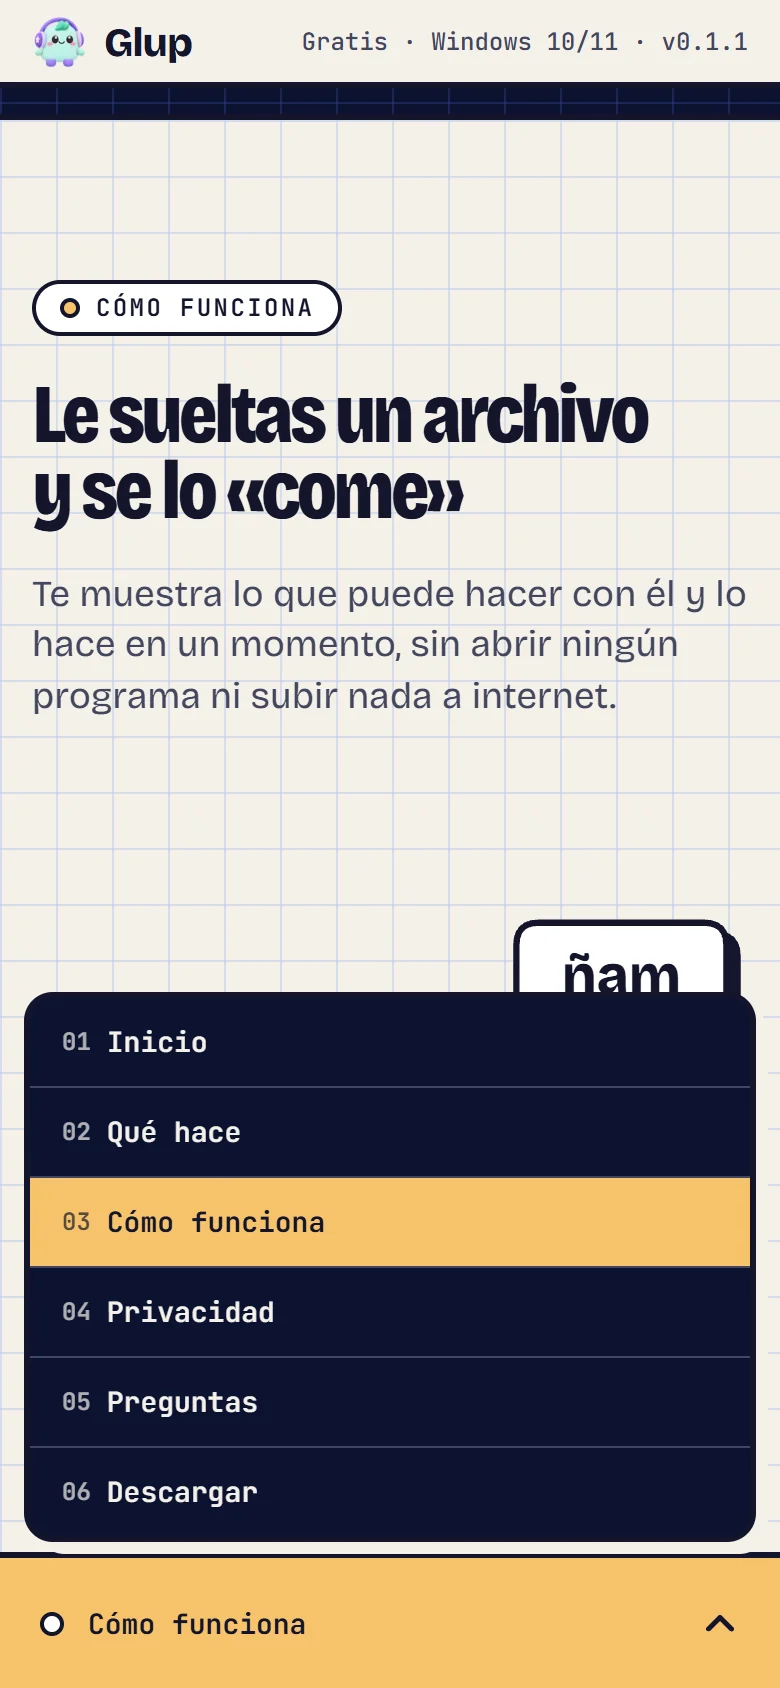 Glup
Gratis · Windows 10/11 · v0.1.1
CÓMO FUNCIONA
Le sueltas un archivo
y se lo «come»
Te muestra lo que puede hacer con él y lo
hace en un momento, sin abrir ningún
programa ni subir nada a internet.
ñam
01 Inicio
02 Qué hace
03 Cómo funciona
04 Privacidad
05 Preguntas
06 Descargar
Cómo funciona